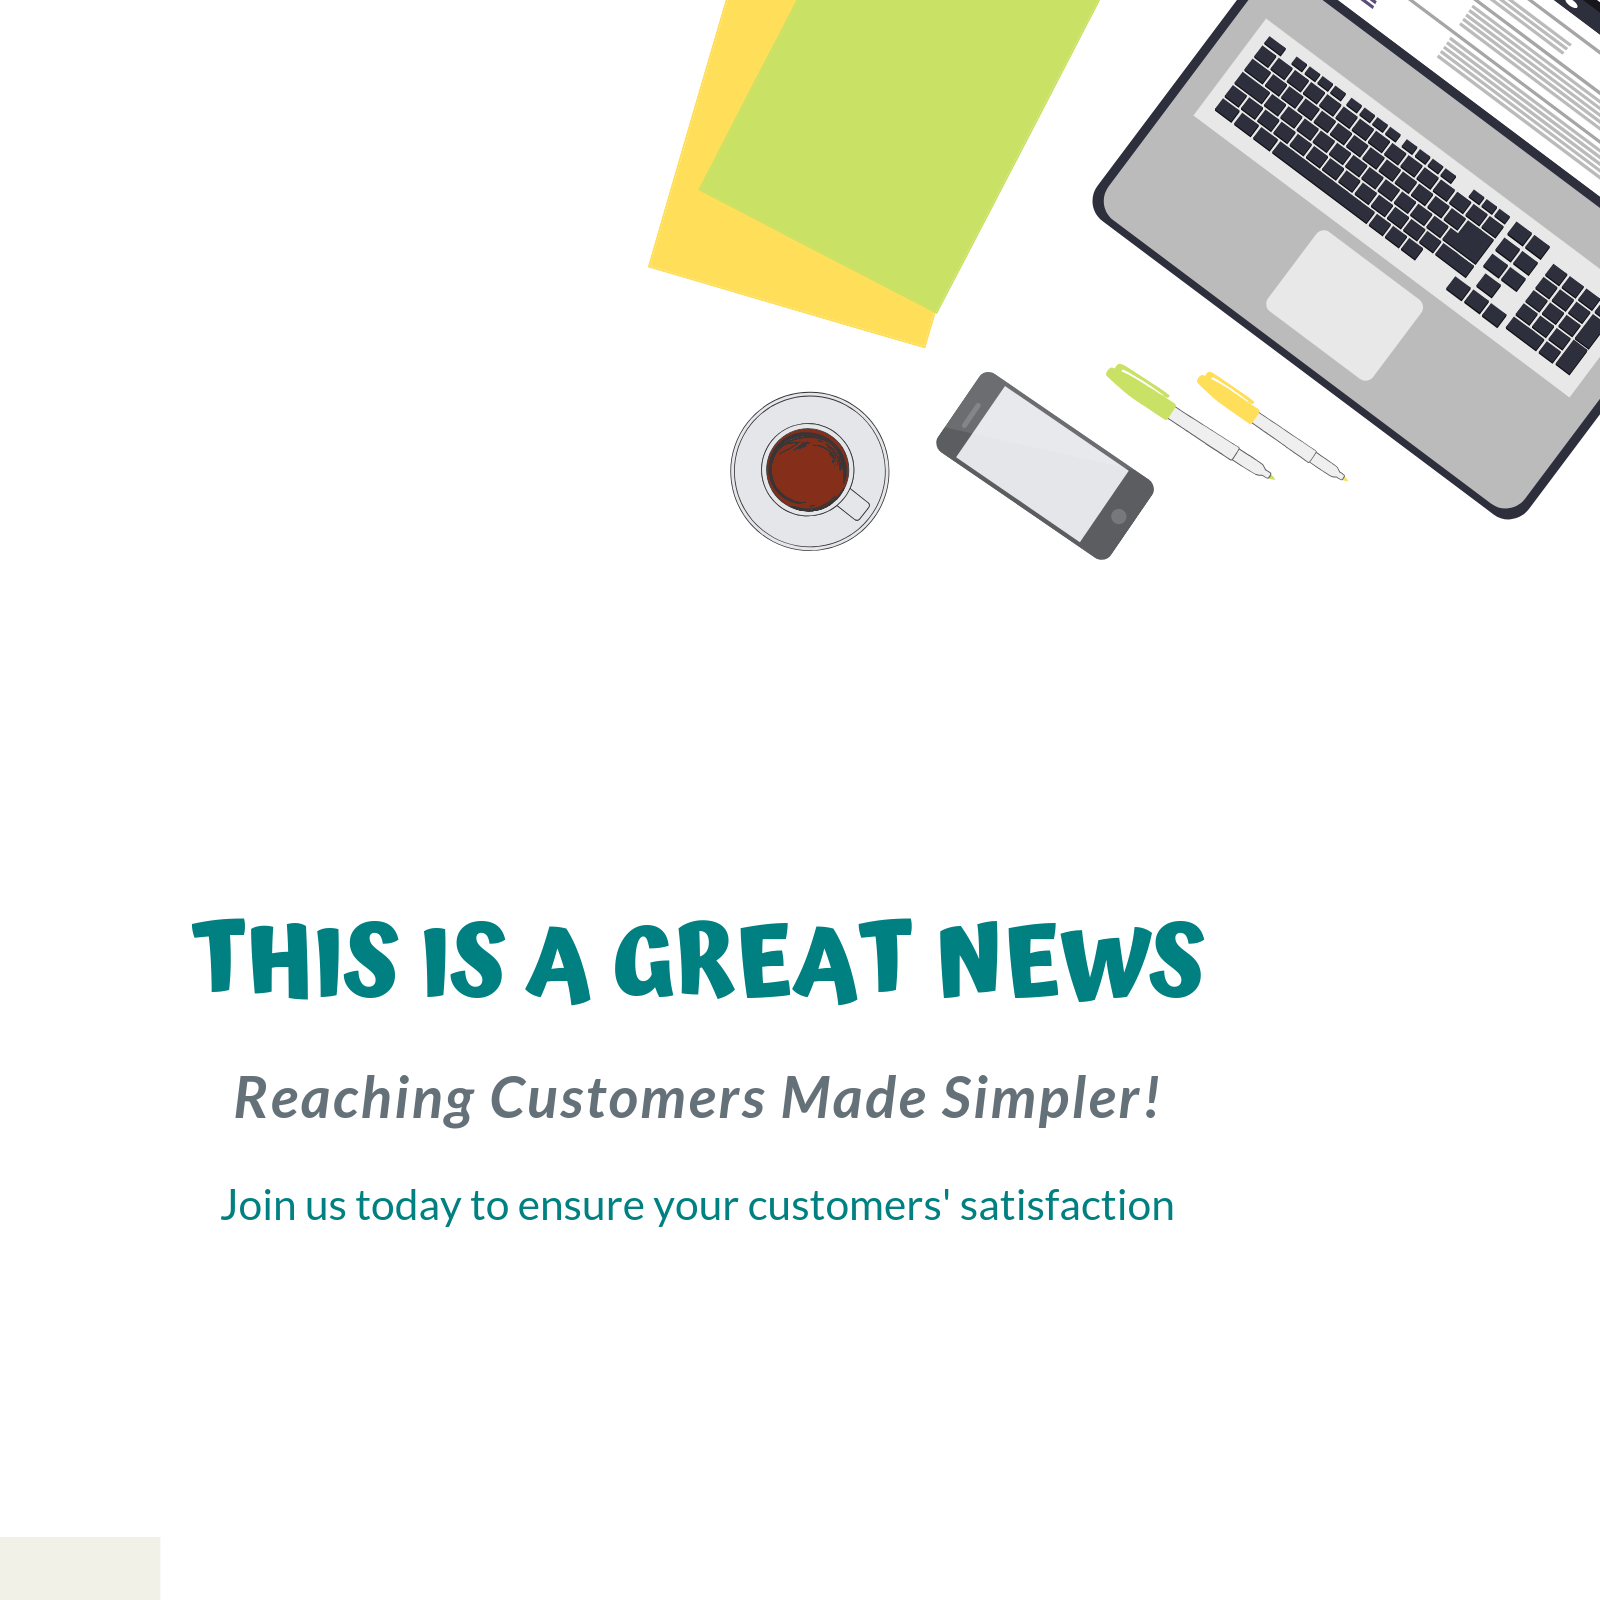 THIS IS A GREAT NEWS
Reaching Customers Made Simpler!
Join us today to ensure your customers' satisfaction